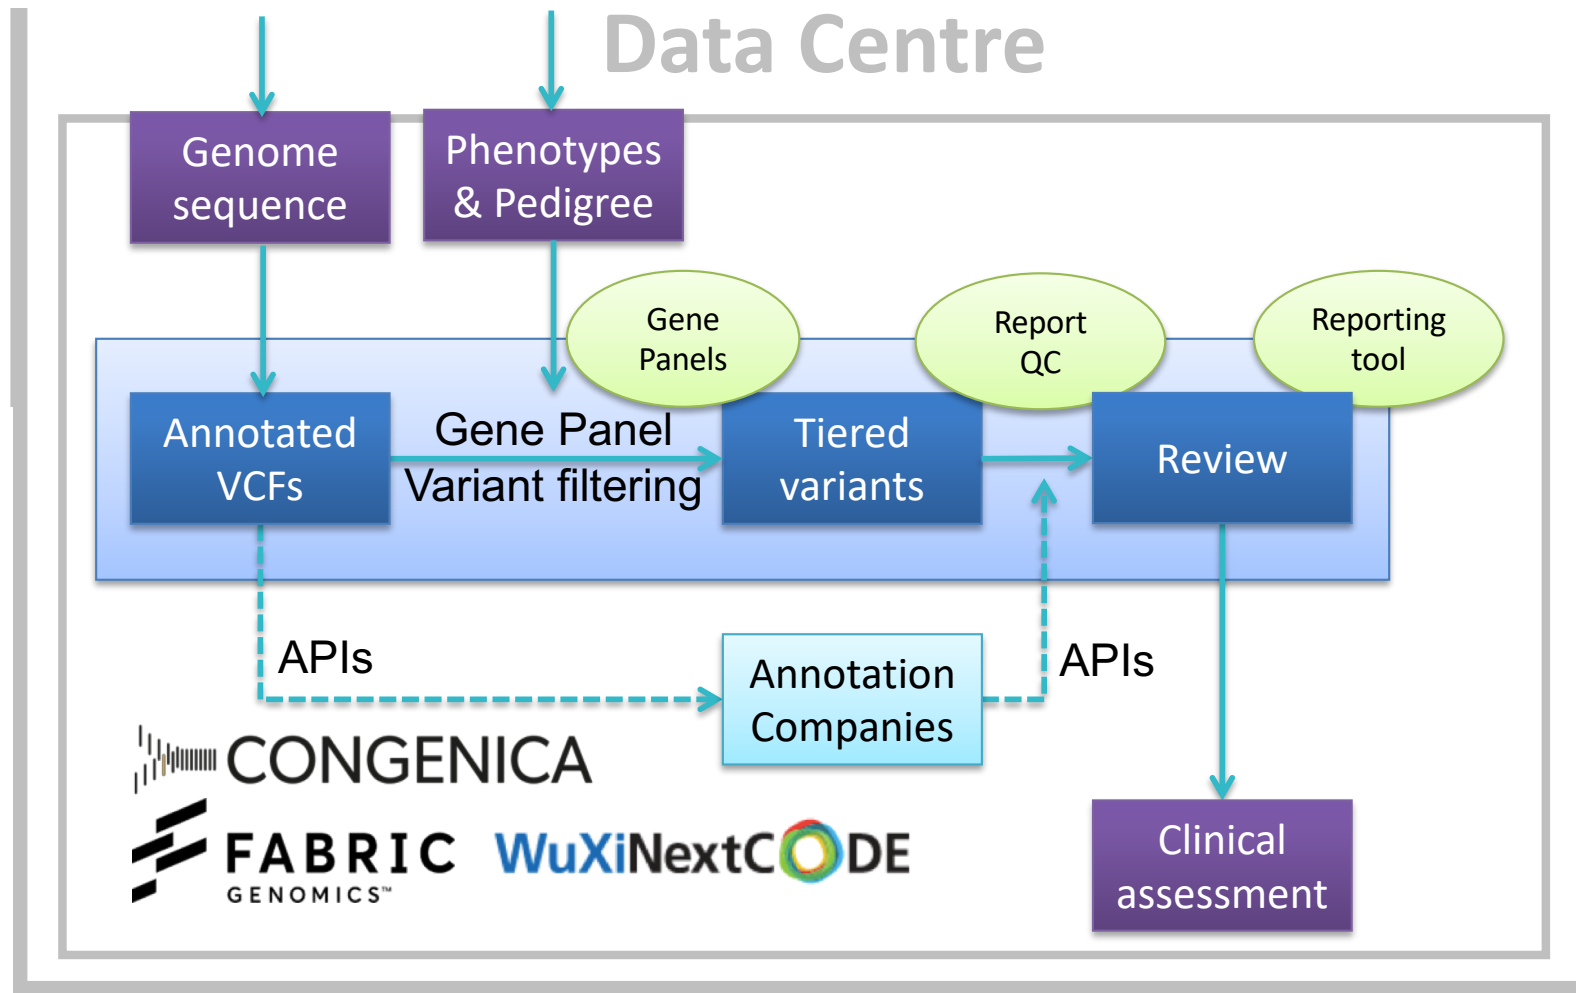 Data Centre
Genome
sequence
Phenotypes
& Pedigree
Gene
Panels
Report
QC
Reporting
tool
Annotated
VCFs
Gene Panel
Variant filtering
Tiered
variants
Review
APIs
Annotation
Companies
APIs
CONGENICA
FABRIC
GENOMICS™
WuXiNextCODE
Clinical
assessment